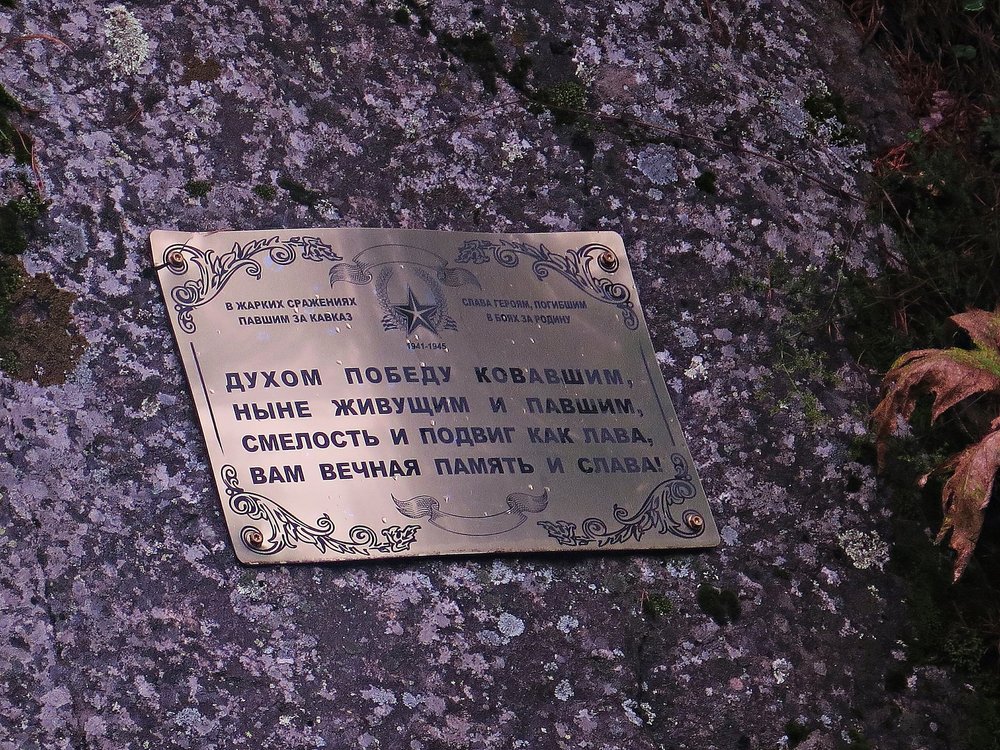 В ЖАРКИХ СРАЖЕНИЯХ
ПАВШИМ ЗА КАВКАЗ
СЛАВА ГЕРОЯМ, ПОГИБШИМ
В БОЯХ ЗА РОДИНУ
1941-1945
ДУХОМ ПОБЕДУ КОВАВШИМ,
НЫНЕ ЖИВУЩИМ И ПАВШИМ,
СМЕЛОСТЬ И ПОДВИГ КАК ЛАВА,
ВАМ ВЕЧНАЯ ПАМЯТЬ И СЛАВА!